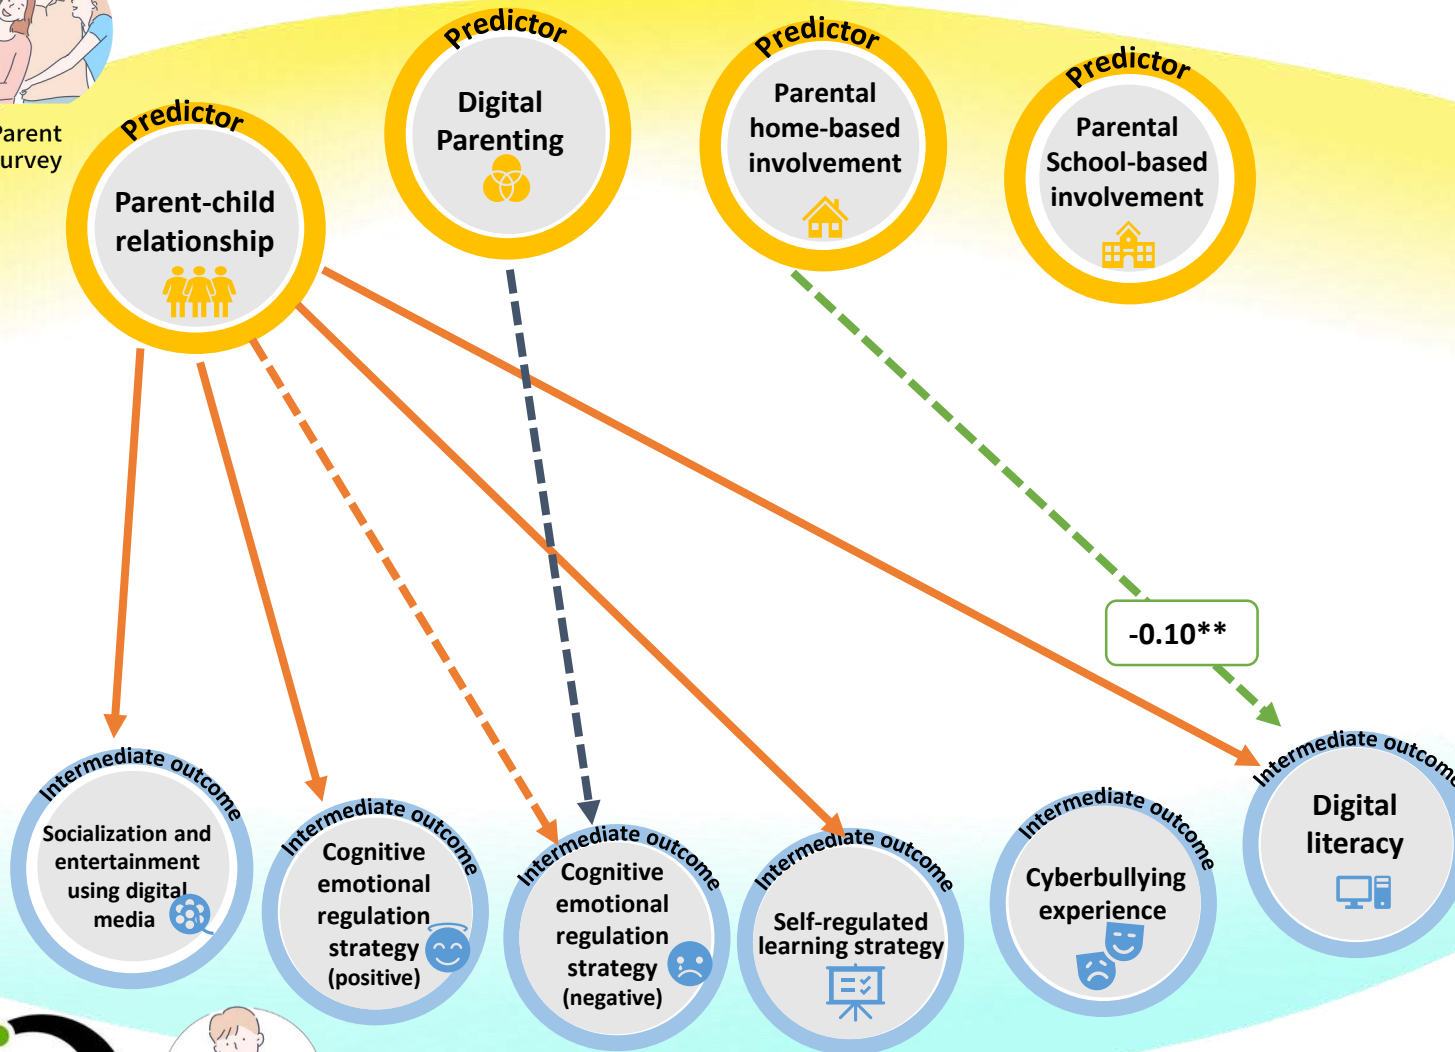 Predictor
Digital
Parenting
Predictor
Parental
home-based
involvement
Predictor
Parental
School-based
involvement
Parent
Predictor
Parent-child
relationship
-0.10**
Intermediate outcome
Socialization and
entertainment
using digital
media
Intermediate outcome
Cognitive
emotional
regulation
strategy
(positive)
Intermediate outcome
Cognitive
emotional
regulation
strategy
(negative)
Intermediate outcome
Self-regulated
learning strategy
Intermediate outcome
Cyberbullying
experience
Intermediate outcome
Digital
literacy